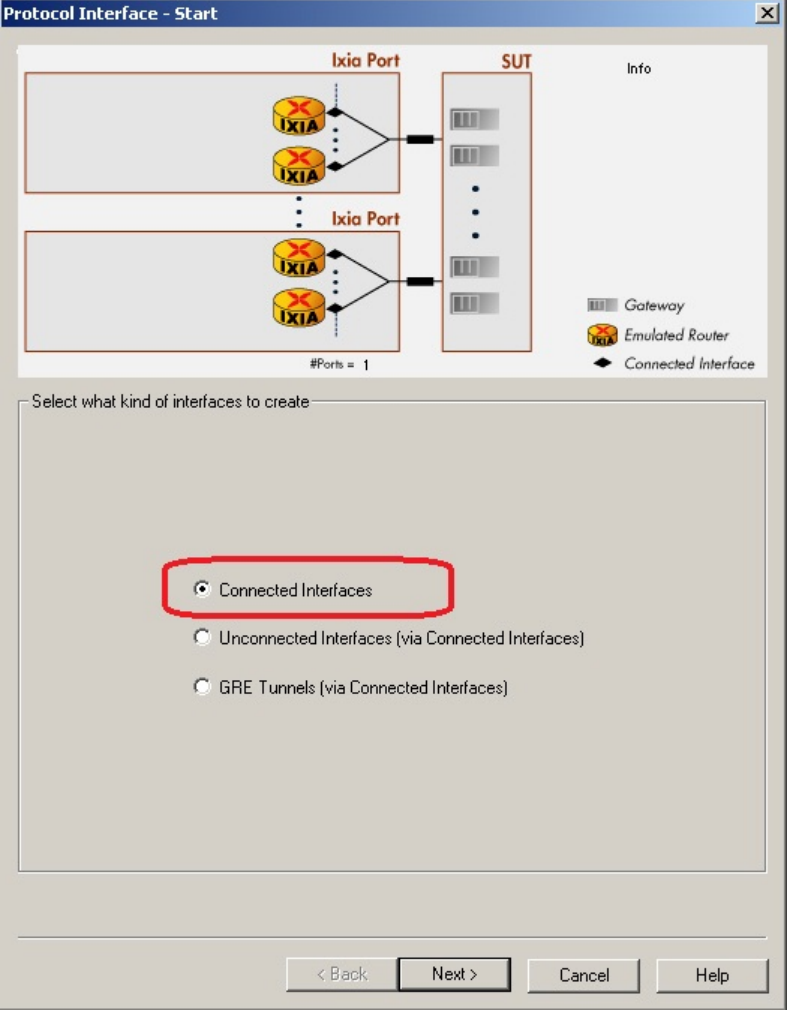 Protocol Interface - Start
Ixia Port
SUT
Info
IXIA
IXIA
Ixia Port
IXIA
IXIA
Gateway
IXIA
Emulated Router
#Ports = 1
Connected Interface
Select what kind of interfaces to create
Connected Interfaces
Unconnected Interfaces (via Connected Interfaces)
GRE Tunnels (via Connected Interfaces)
< Back
Next >
Cancel
Help